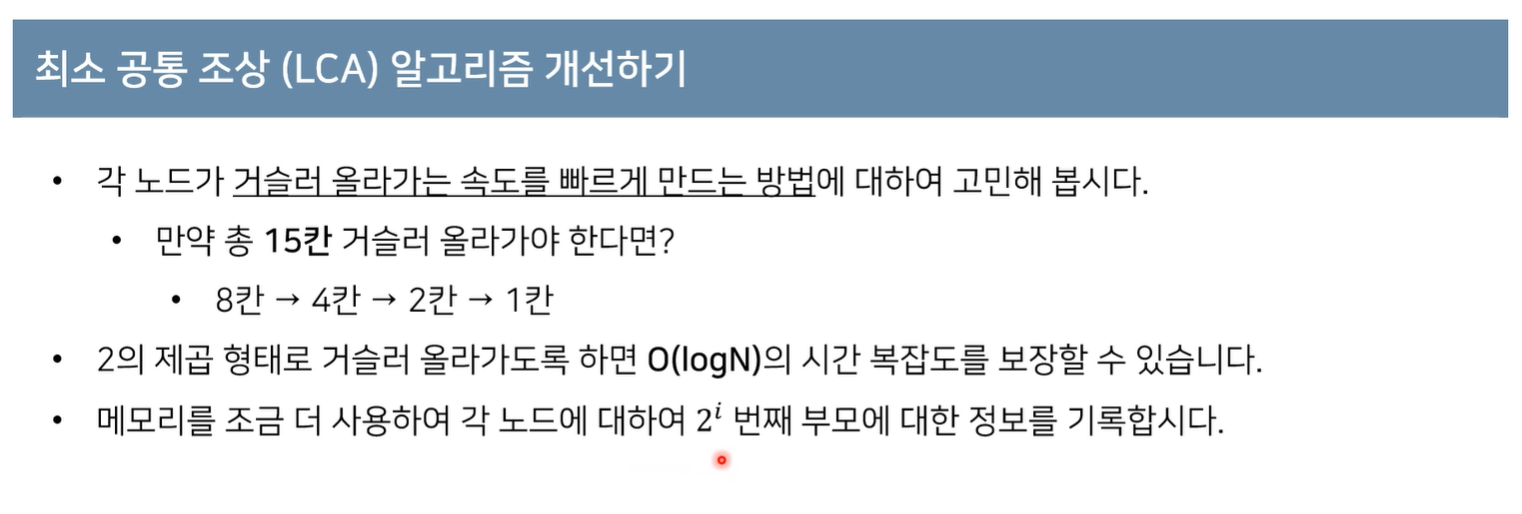 최소 공통 조상 (LCA) 알고리즘 개선하기
• 각 노드가 거슬러 올라가는 속도를 빠르게 만드는 방법에 대하여 고민해 봅시다.
• 만약 총 15칸 거슬러 올라가야 한다면?
• 8칸 → 4칸 → 2칸 → 1칸
• 2의 제곱 형태로 거슬러 올라가도록 하면 O(logN)의 시간 복잡도를 보장할 수 있습니다.
• 메모리를 조금 더 사용하여 각 노드에 대하여 2ⁱ 번째 부모에 대한 정보를 기록합시다.